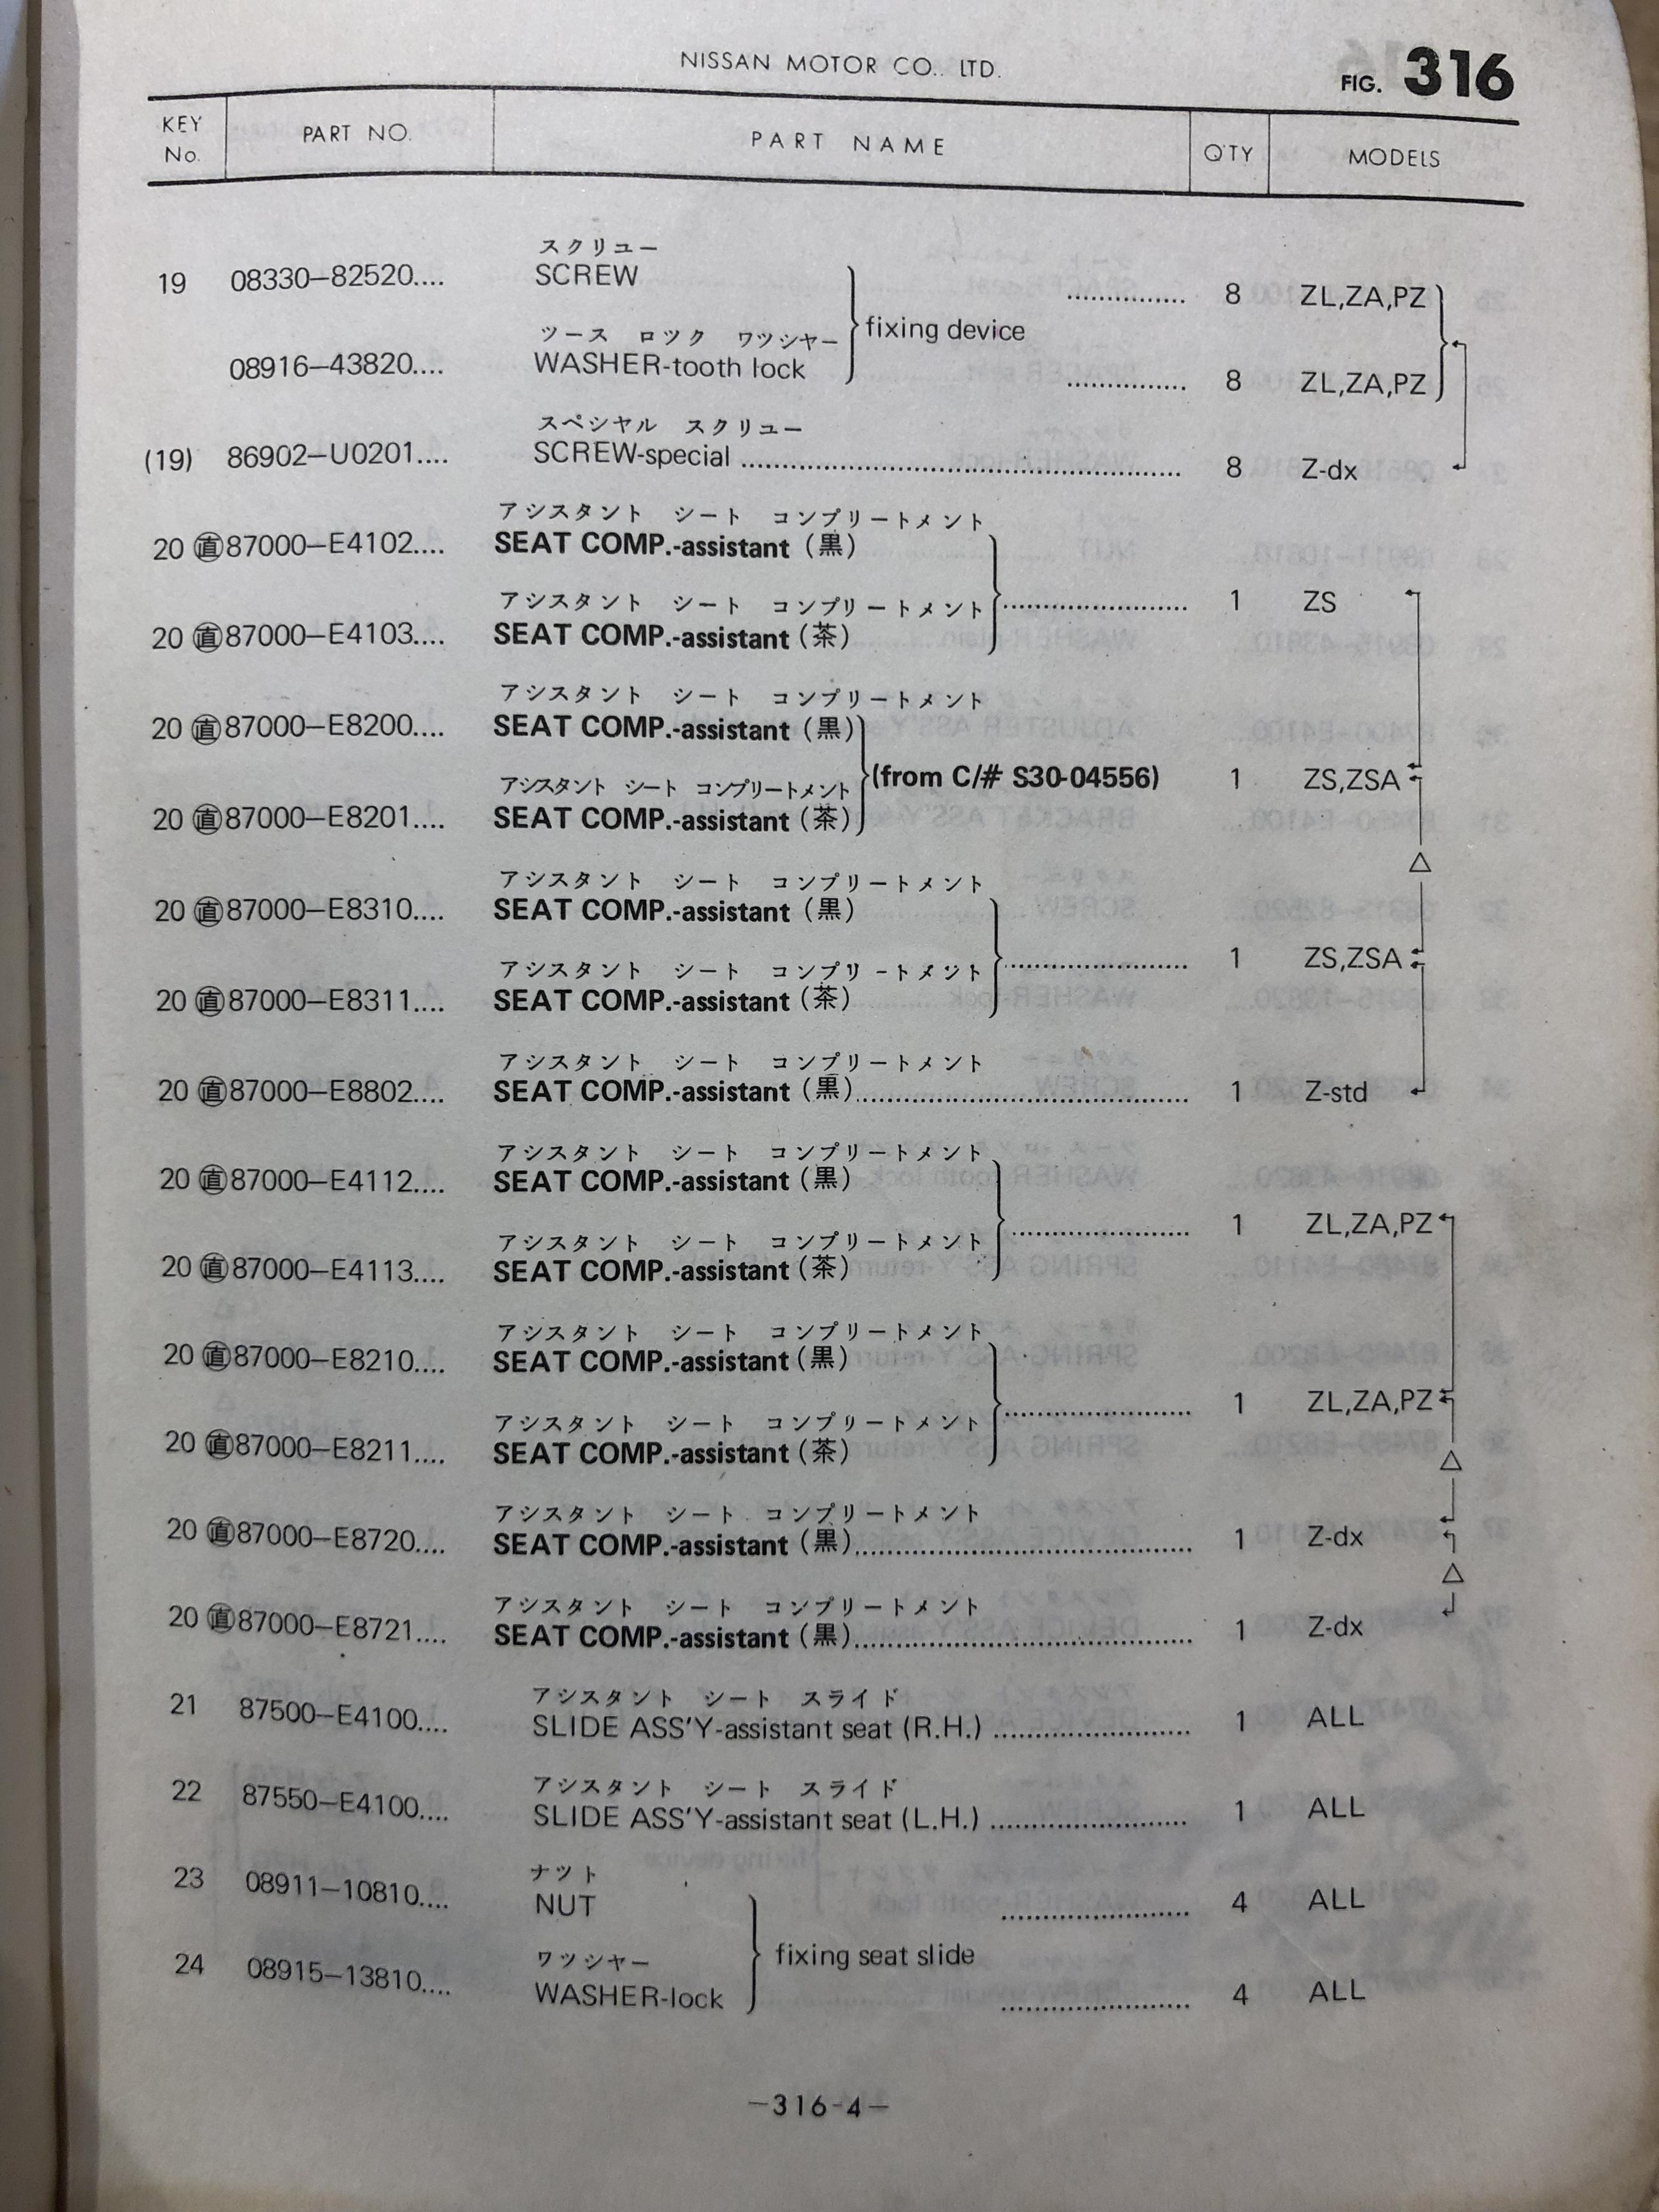 NISSAN MOTOR CO., LTD.
FIG. 316
KEY No. PART NO. PART NAME Q'TY MODELS
スクリユー
19 08330-82520.... SCREW ............... 8 ZL,ZA,PZ
fixing device
ツース ロツク ワツシヤー
08916-43820.... WASHER-tooth lock ............... 8 ZL,ZA,PZ
スペシヤル スクリユー
(19) 86902-U0201.... SCREW-special ............... 8 Z-dx
アシスタント シート コンプリートメント
20 ㊣直 87000-E4102.... SEAT COMP.-assistant (黒)
アシスタント シート コンプリートメント ............... 1 ZS
20 直 87000-E4103.... SEAT COMP.-assistant (茶)
アシスタント シート コンプリートメント
20 直 87000-E8200.... SEAT COMP.-assistant (黒)
(from C/# S30-04556) 1 ZS,ZSA
アシスタント シート コンプリートメント
20 直 87000-E8201.... SEAT COMP.-assistant (茶)
△
アシスタント シート コンプリートメント
20 直 87000-E8310.... SEAT COMP.-assistant (黒)
アシスタント シート コンプリートメント ............... 1 ZS,ZSA
20 直 87000-E8311.... SEAT COMP.-assistant (茶)
アシスタント シート コンプリートメント
20 直 87000-E8802.... SEAT COMP.-assistant (黒) ............... 1 Z-std
アシスタント シート コンプリートメント
20 直 87000-E4112.... SEAT COMP.-assistant (黒)
............... 1 ZL,ZA,PZ
アシスタント シート コンプリートメント
20 直 87000-E4113.... SEAT COMP.-assistant (茶)
アシスタント シート コンプリートメント
20 直 87000-E8210.... SEAT COMP.-assistant (黒)
............... 1 ZL,ZA,PZ
アシスタント シート コンプリートメント
20 直 87000-E8211.... SEAT COMP.-assistant (茶)
△
アシスタント シート コンプリートメント
20 直 87000-E8720.... SEAT COMP.-assistant (黒) ............... 1 Z-dx
△
アシスタント シート コンプリートメント
20 直 87000-E8721.... SEAT COMP.-assistant (黒) ............... 1 Z-dx
アシスタント シート スライド
21 87500-E4100.... SLIDE ASS'Y-assistant seat (R.H.) ............... 1 ALL
アシスタント シート スライド
22 87550-E4100.... SLIDE ASS'Y-assistant seat (L.H.) ............... 1 ALL
ナツト
23 08911-10810.... NUT ............... 4 ALL
fixing seat slide
ワツシヤー
24 08915-13810.... WASHER-lock ............... 4 ALL
-316-4-